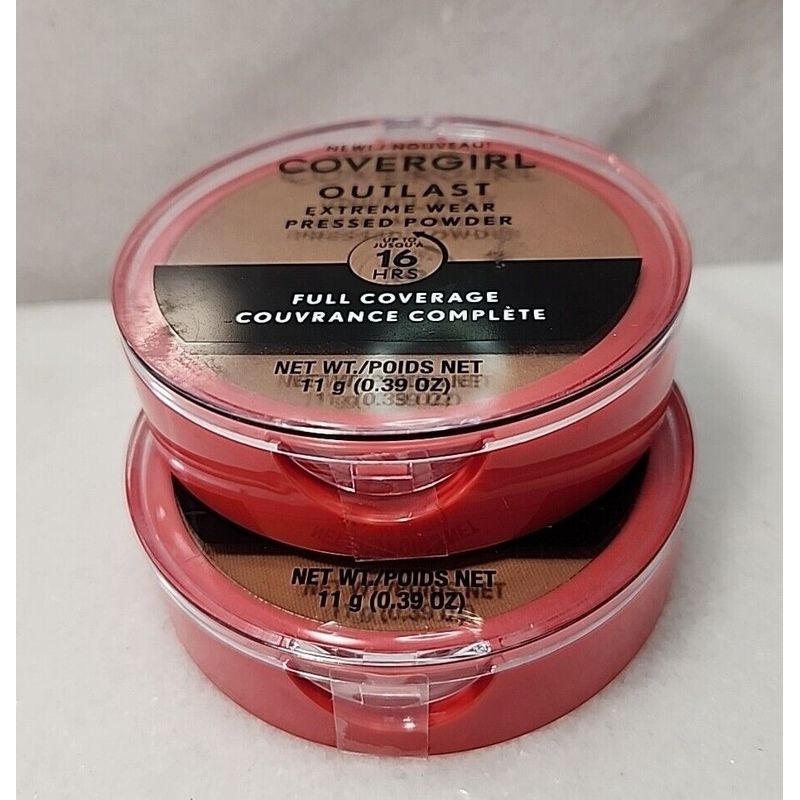 NEW! / NOUVEAU!
COVERGIRL
OUTLAST
EXTREME WEAR
PRESSED POWDER
UP TO
JUSQU'À
16
HRS
FULL COVERAGE
COUVRANCE COMPLÈTE
NET WT./POIDS NET
11 g (0.39 OZ)
NET WT./POIDS NET
11 g (0.39 OZ)